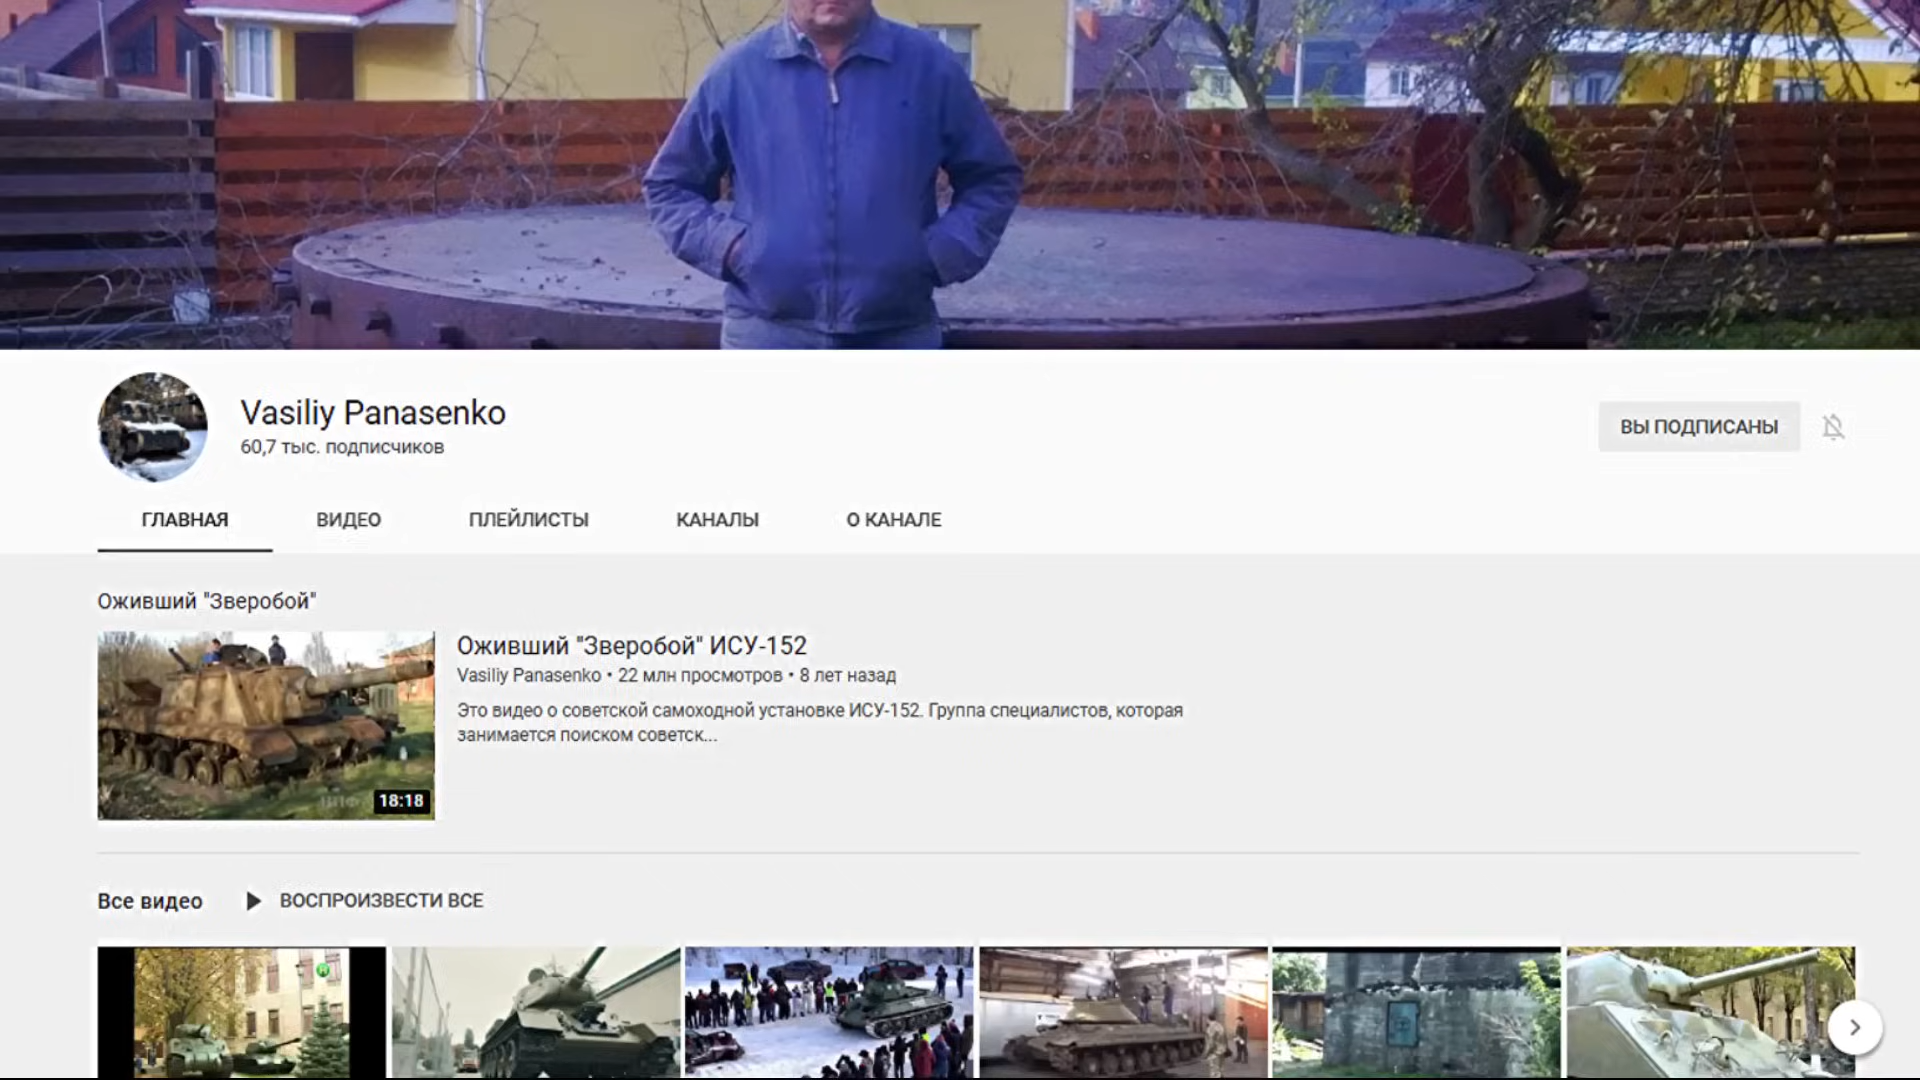 Vasiliy Panasenko
60,7 тыс. подписчиков
ВЫ ПОДПИСАНЫ
ГЛАВНАЯ
ВИДЕО
ПЛЕЙЛИСТЫ
КАНАЛЫ
О КАНАЛЕ
Оживший "Зверобой"
18:18
Оживший "Зверобой" ИСУ-152
Vasiliy Panasenko • 22 млн просмотров • 8 лет назад
Это видео о советской самоходной установке ИСУ-152. Группа специалистов, которая
занимается поиском советск...
Все видео
ВОСПРОИЗВЕСТИ ВСЕ